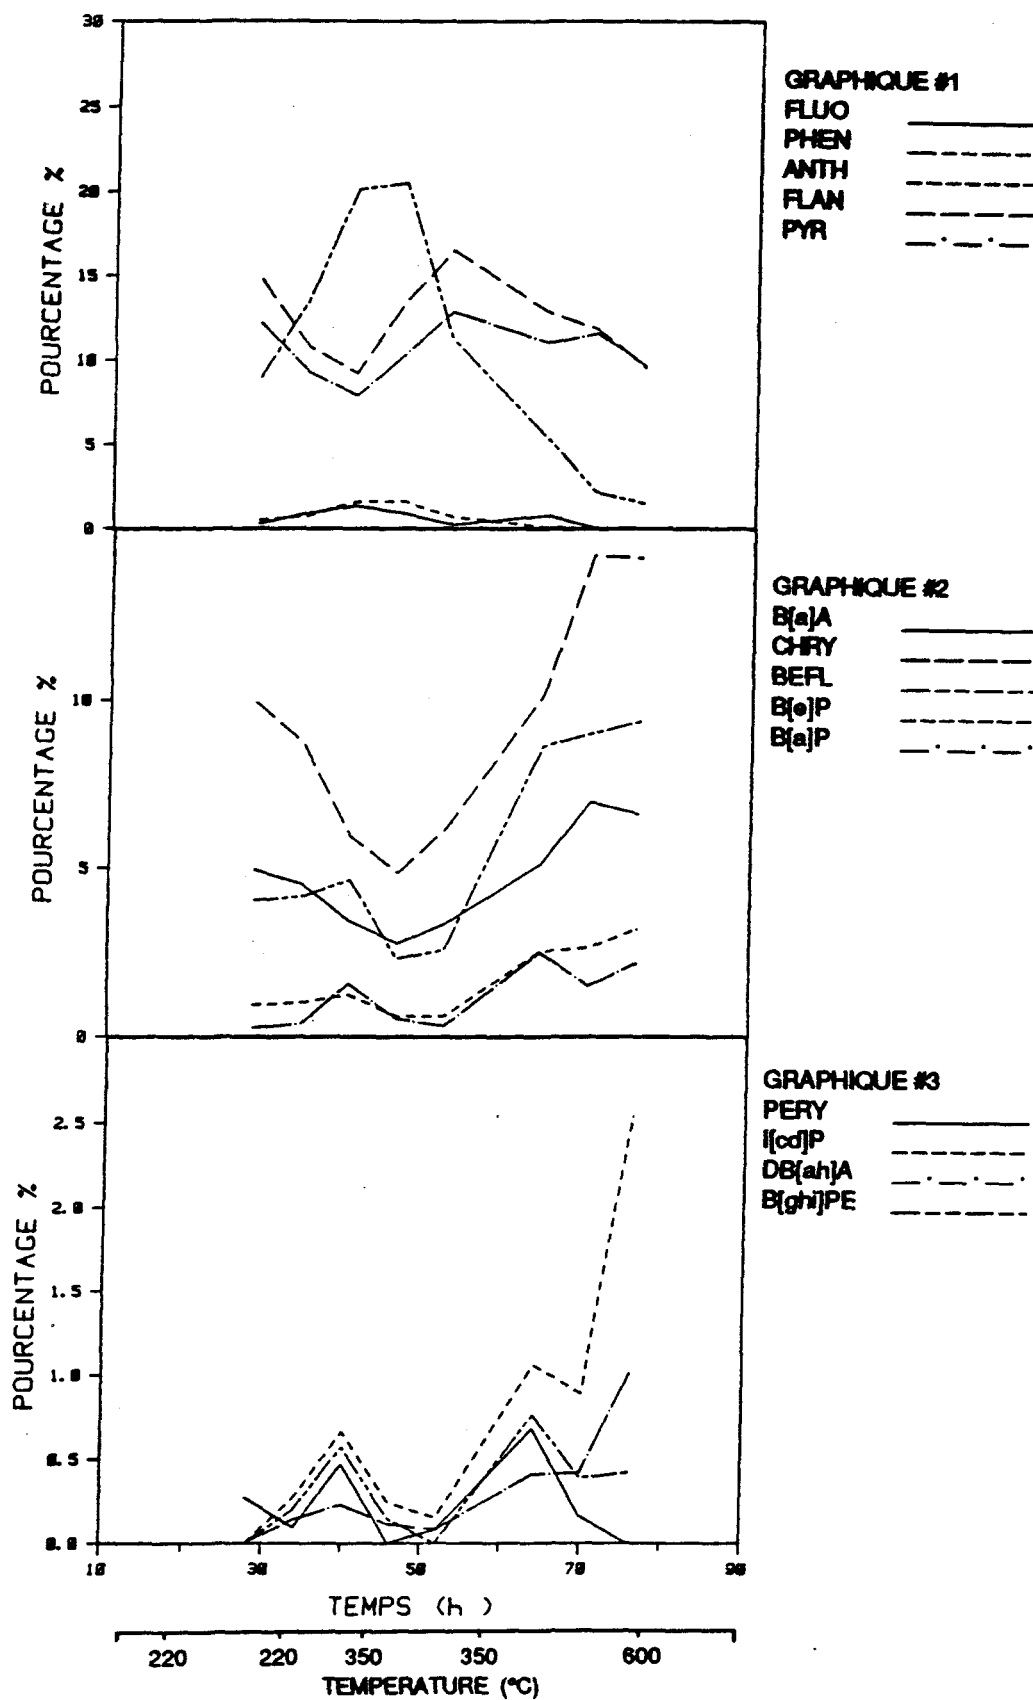 30
25
20
15
10
5
0
POURCENTAGE %
GRAPHIQUE #1
FLUO
PHEN
ANTH
FLAN
PYR
10
5
0
POURCENTAGE %
GRAPHIQUE #2
B[a]A
CHRY
BEFL
B[e]P
B[a]P
2.5
2.0
1.5
1.0
0.5
0.0
POURCENTAGE %
GRAPHIQUE #3
PERY
I[cd]P
DB[ah]A
B[ghi]PE
10 30 50 70 90
TEMPS (h )
220 220 350 350 600
TEMPERATURE (°C)